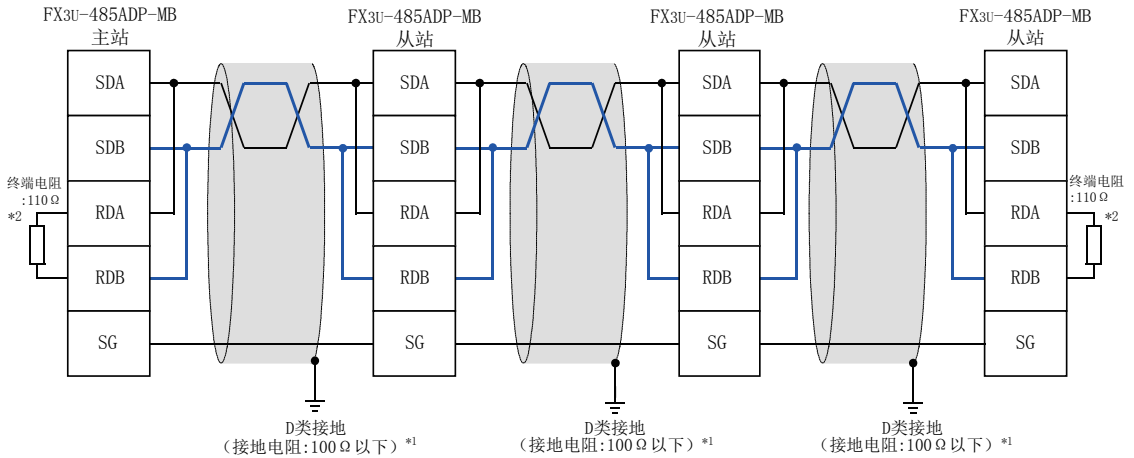 FX3U-485ADP-MB
主站
FX3U-485ADP-MB
从站
FX3U-485ADP-MB
从站
FX3U-485ADP-MB
从站
SDA
SDB
RDA
RDB
SG
SDA
SDB
RDA
RDB
SG
SDA
SDB
RDA
RDB
SG
SDA
SDB
RDA
RDB
SG
终端电阻
:110Ω
*2
终端电阻
:110Ω
*2
D类接地
(接地电阻:100Ω以下)*1
D类接地
(接地电阻:100Ω以下)*1
D类接地
(接地电阻:100Ω以下)*1